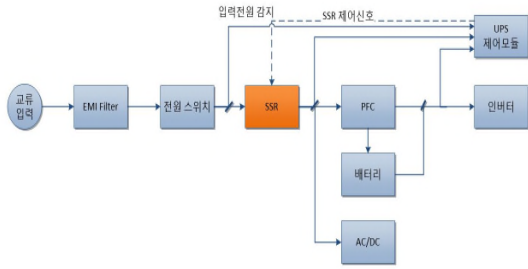 입력전원 감지
SSR 제어신호
UPS
제어모듈
교류
입력
EMI Filter
전원 스위치
SSR
PFC
인버터
배터리
AC/DC